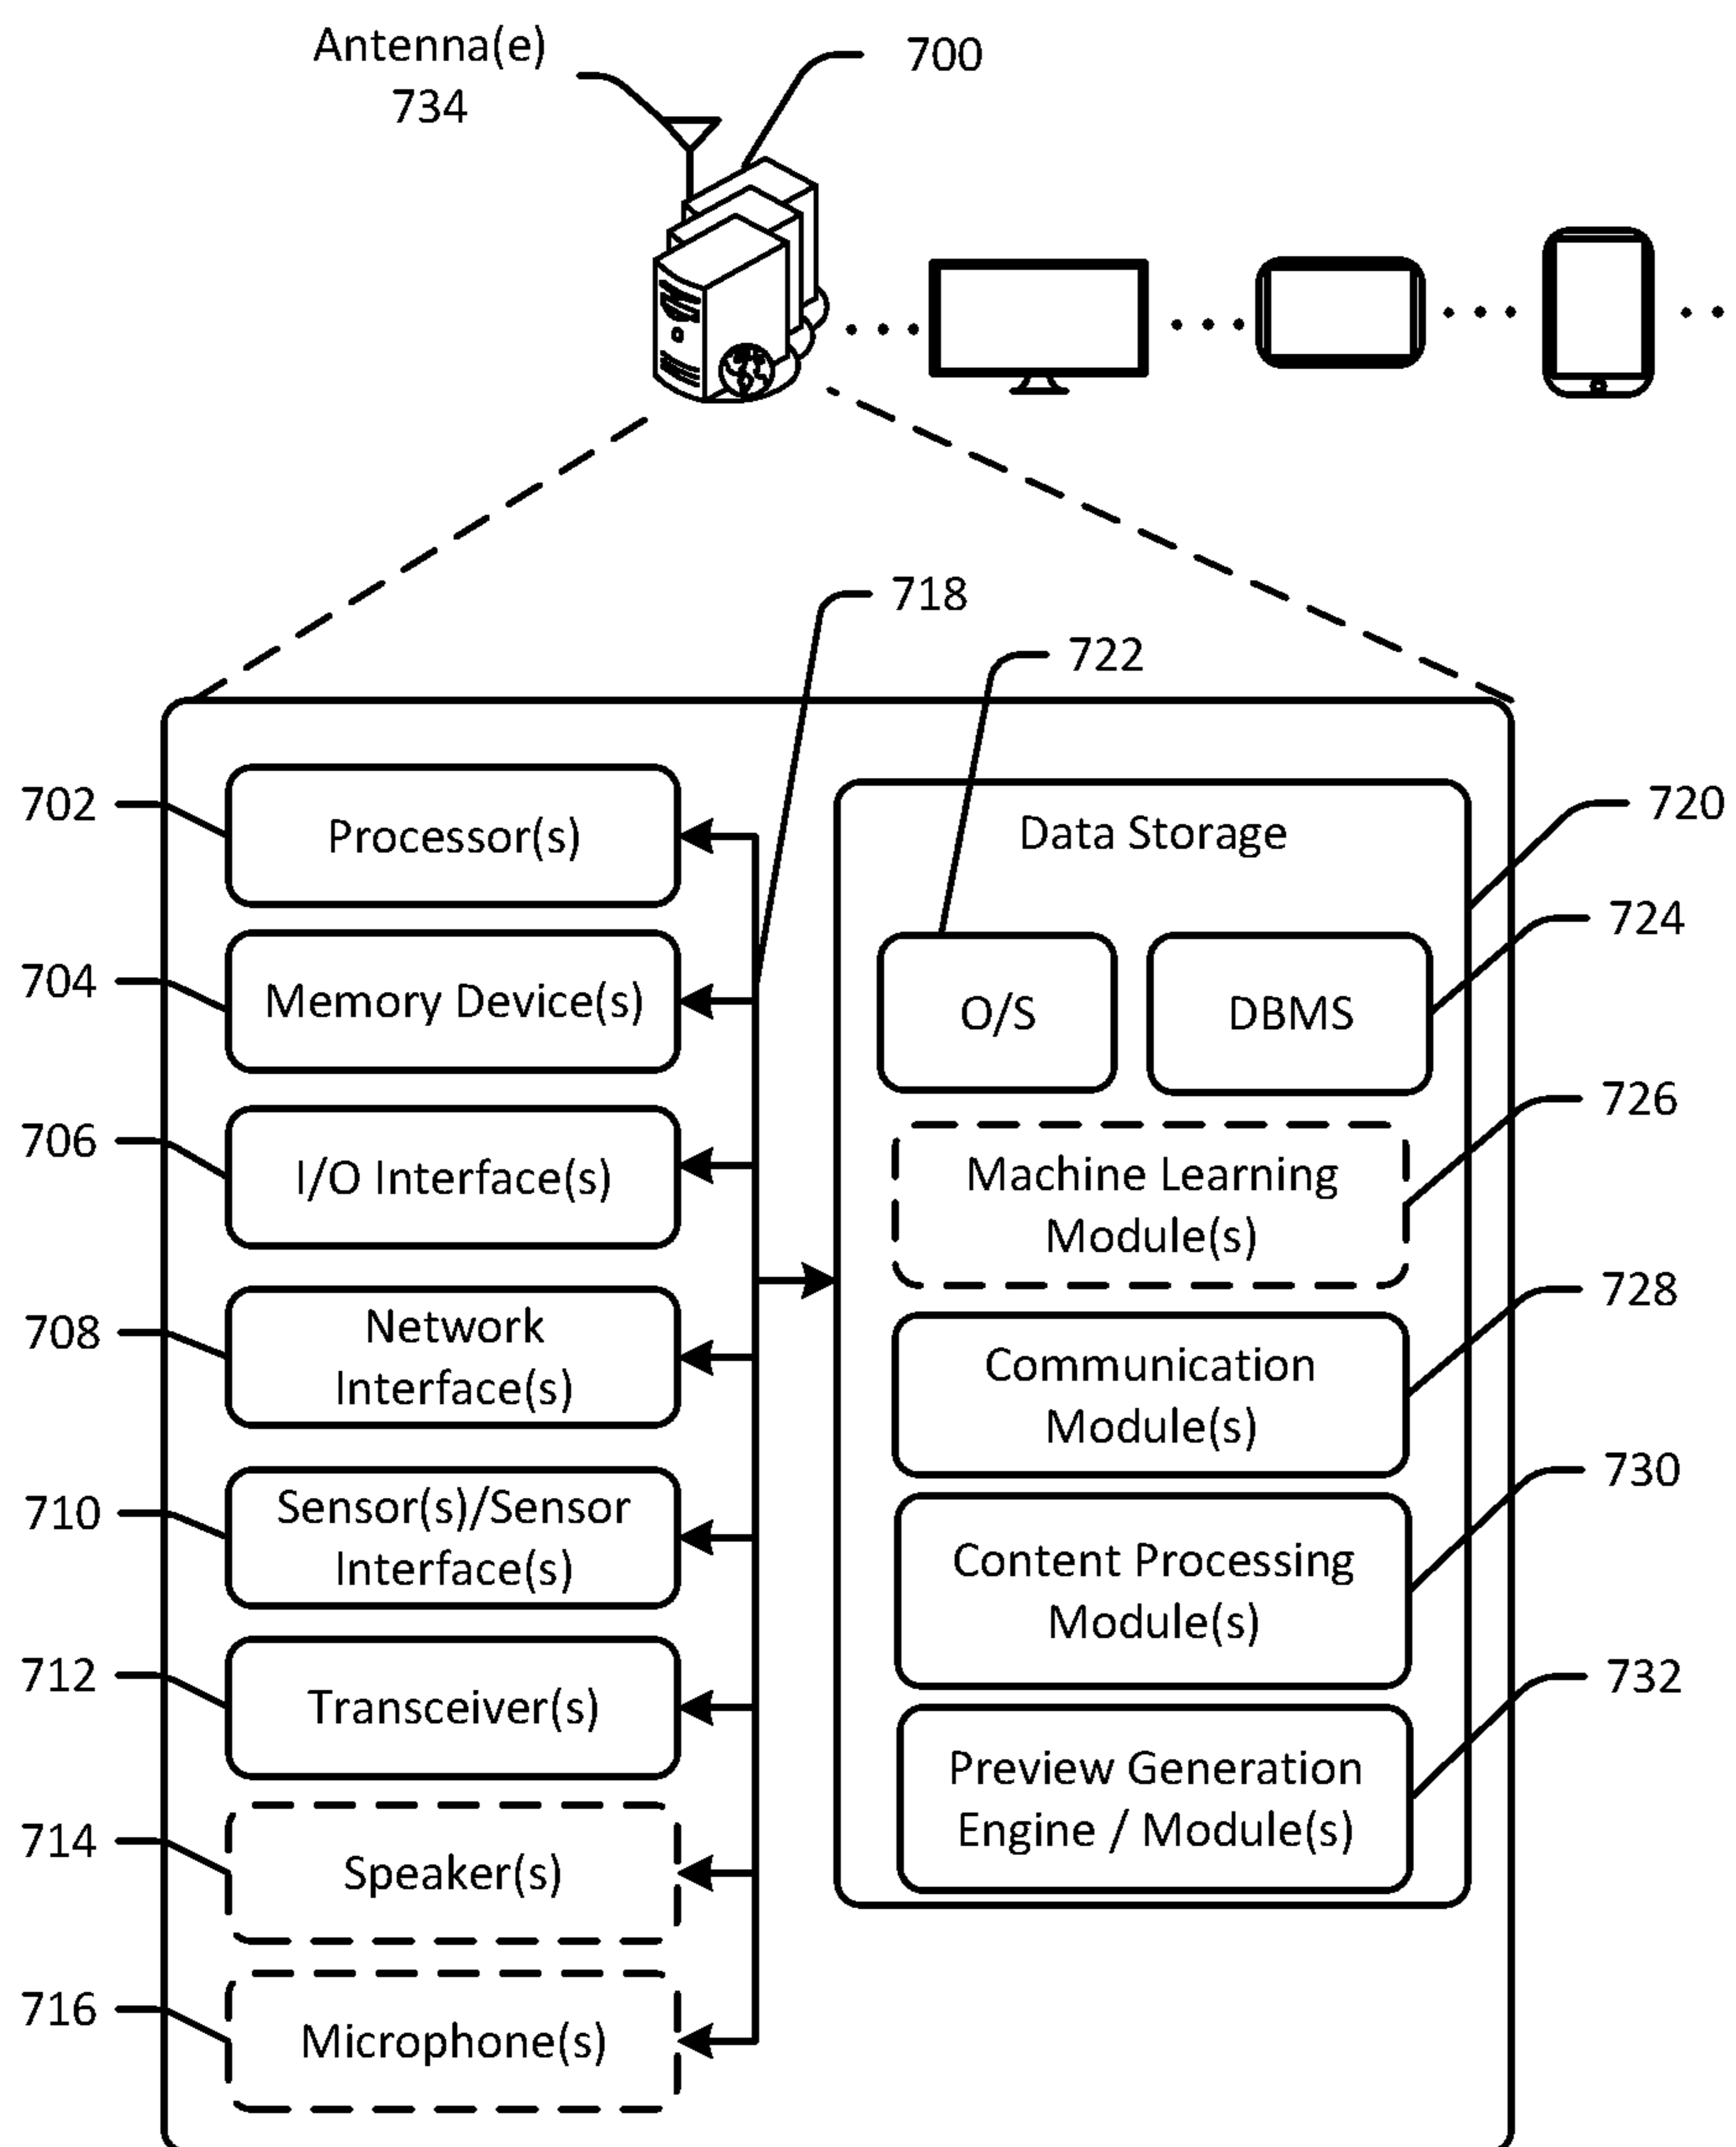 Antenna(e)
734
700
718
722
702
Processor(s)
704
Memory Device(s)
706
I/O Interface(s)
708
Network
Interface(s)
710
Sensor(s)/Sensor
Interface(s)
712
Transceiver(s)
714
Speaker(s)
716
Microphone(s)
Data Storage
720
O/S
DBMS
724
Machine Learning
Module(s)
726
Communication
Module(s)
728
Content Processing
Module(s)
730
Preview Generation
Engine / Module(s)
732